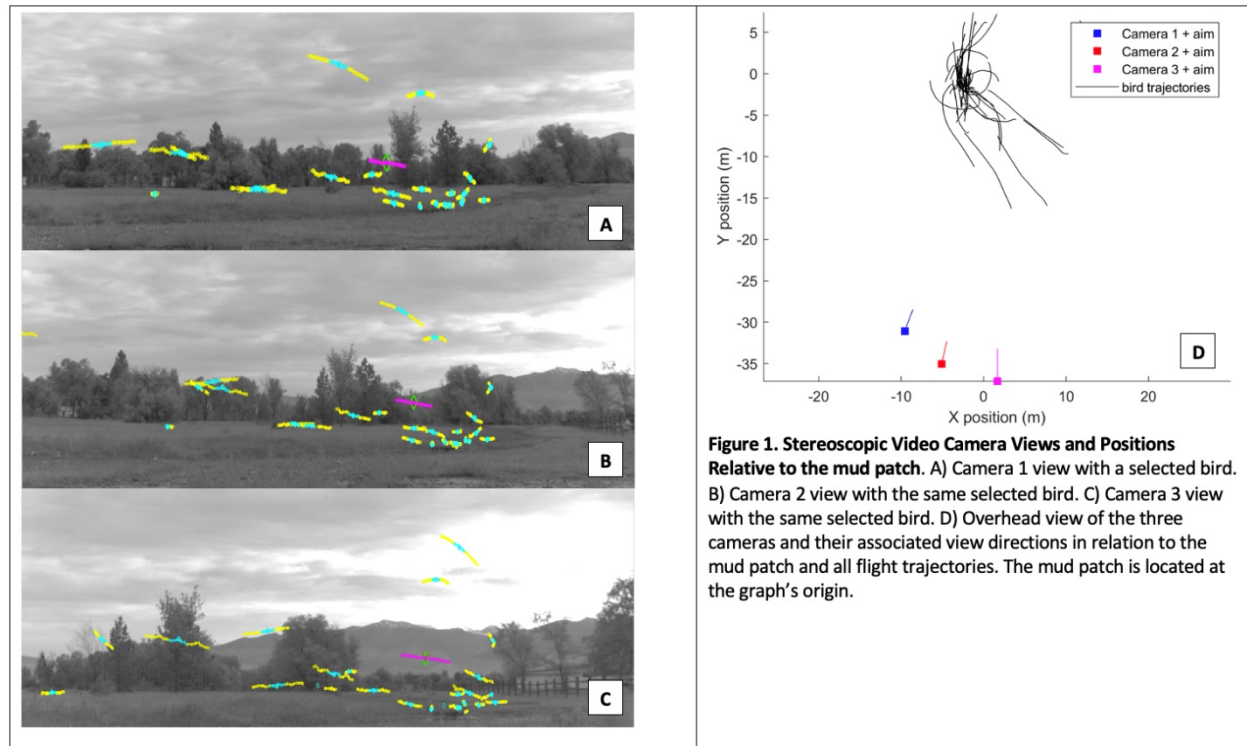 A
B
C
5
0
-5
-10
-15
-20
-25
-30
-35
Y position (m)
-20
-10
0
10
20
X position (m)
Camera 1 + aim
Camera 2 + aim
Camera 3 + aim
bird trajectories
D
Figure 1. Stereoscopic Video Camera Views and Positions
Relative to the mud patch. A) Camera 1 view with a selected bird.
B) Camera 2 view with the same selected bird. C) Camera 3 view
with the same selected bird. D) Overhead view of the three
cameras and their associated view directions in relation to the
mud patch and all flight trajectories. The mud patch is located at
the graph’s origin.